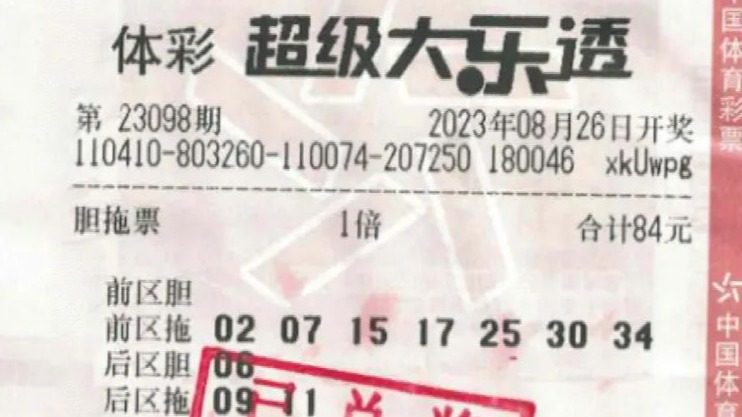 体彩 超级大乐透
第 23098期 2023年08月26日开奖
110410-803260-110074-207250 180046 xkUwpg
胆拖票 1倍 合计84元
前区胆
前区拖 02 07 15 17 25 30 34
后区胆 06
后区拖 09 11
国体育彩票
中国体育